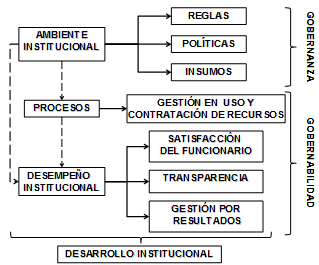 AMBIENTE
INSTITUCIONAL
REGLAS
POLÍTICAS
INSUMOS
GOBERNANZA
PROCESOS
GESTIÓN EN USO Y
CONTRATACIÓN DE RECURSOS
DESEMPEÑO
INSTITUCIONAL
SATISFACCIÓN
DEL FUNCIONARIO
TRANSPARENCIA
GESTIÓN POR
RESULTADOS
GOBERNABILIDAD
DESARROLLO INSTITUCIONAL